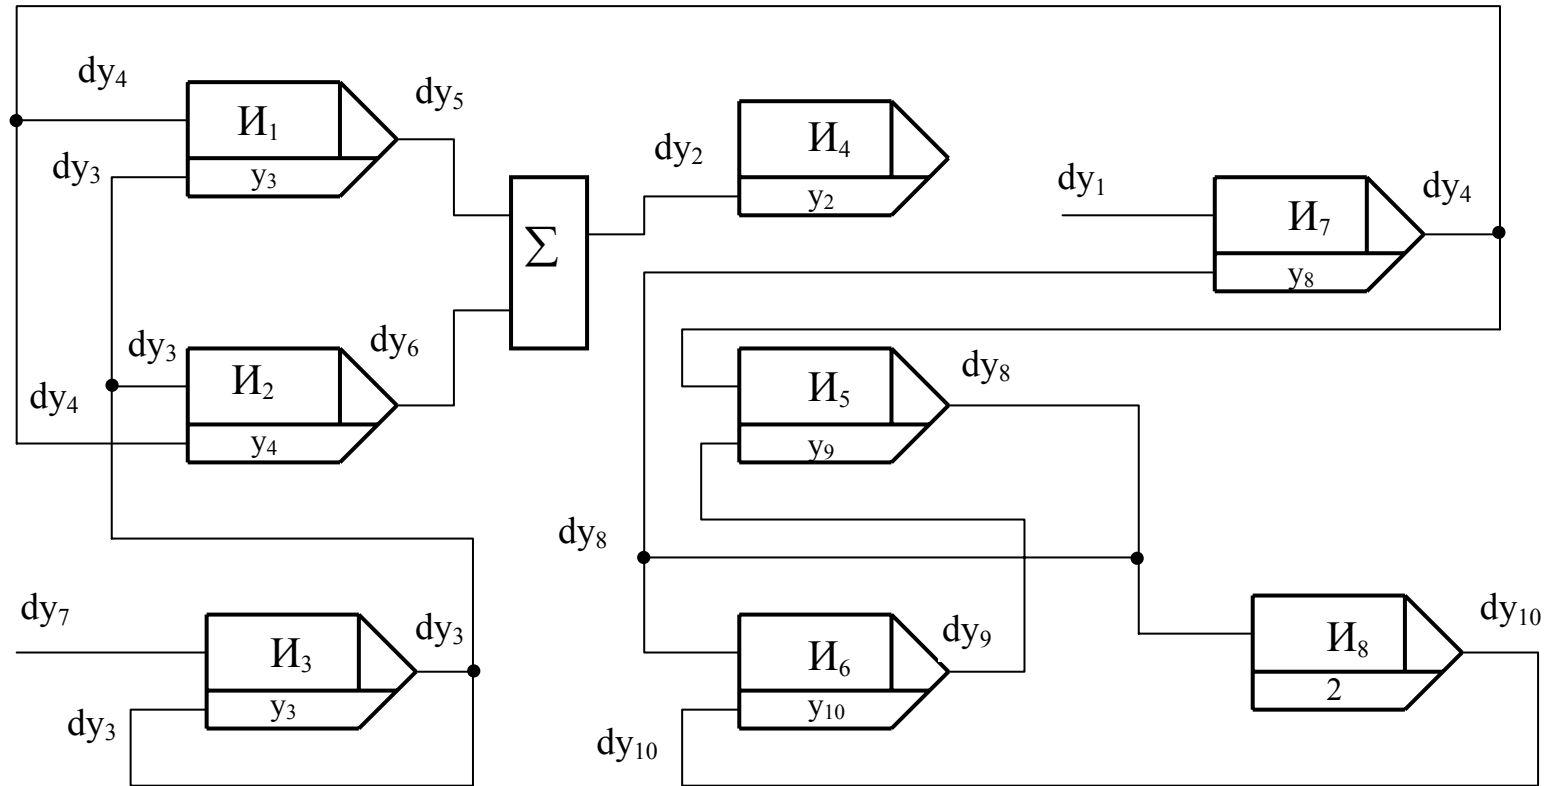 dy₄
dy₅
И₁
dy₃
y₃
dy₂
И₄
y₂
dy₁
dy₄
И₇
y₈
∑
dy₃
dy₆
И₂
dy₄
y₄
dy₈
И₅
y₉
dy₈
dy₇
dy₃
И₃
y₃
dy₃
dy₉
И₆
y₁₀
dy₁₀
dy₁₀
И₈
2